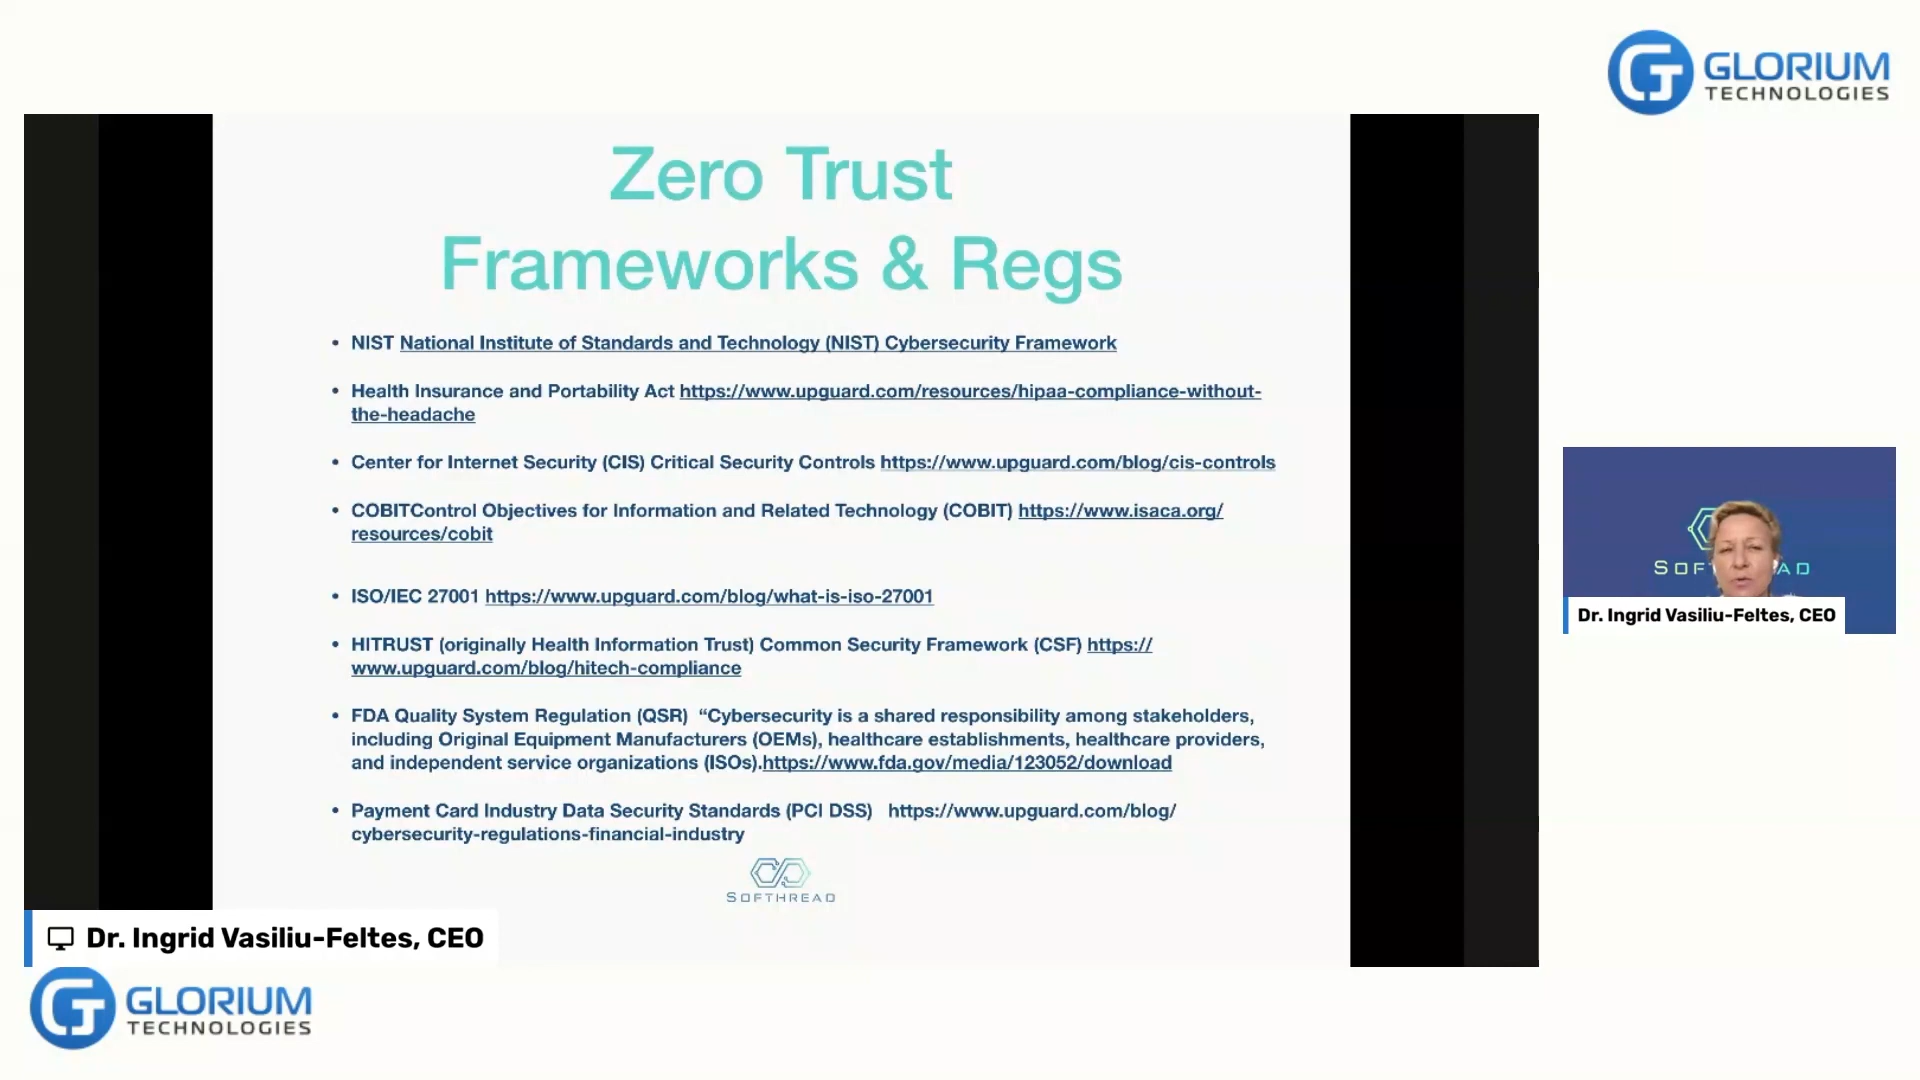 GLORIUM
TECHNOLOGIES
Zero Trust
Frameworks & Regs
• NIST National Institute of Standards and Technology (NIST) Cybersecurity Framework
• Health Insurance and Portability Act https://www.upguard.com/resources/hipaa-compliance-without-
the-headache
• Center for Internet Security (CIS) Critical Security Controls https://www.upguard.com/blog/cis-controls
• COBITControl Objectives for Information and Related Technology (COBIT) https://www.isaca.org/
resources/cobit
• ISO/IEC 27001 https://www.upguard.com/blog/what-is-iso-27001
• HITRUST (originally Health Information Trust) Common Security Framework (CSF) https://
www.upguard.com/blog/hitech-compliance
• FDA Quality System Regulation (QSR) “Cybersecurity is a shared responsibility among stakeholders,
including Original Equipment Manufacturers (OEMs), healthcare establishments, healthcare providers,
and independent service organizations (ISOs).https://www.fda.gov/media/123052/download
• Payment Card Industry Data Security Standards (PCI DSS) https://www.upguard.com/blog/
cybersecurity-regulations-financial-industry
SOFTHREAD
SOFT AD
Dr. Ingrid Vasiliu-Feltes, CEO
Dr. Ingrid Vasiliu-Feltes, CEO
GLORIUM
TECHNOLOGIES